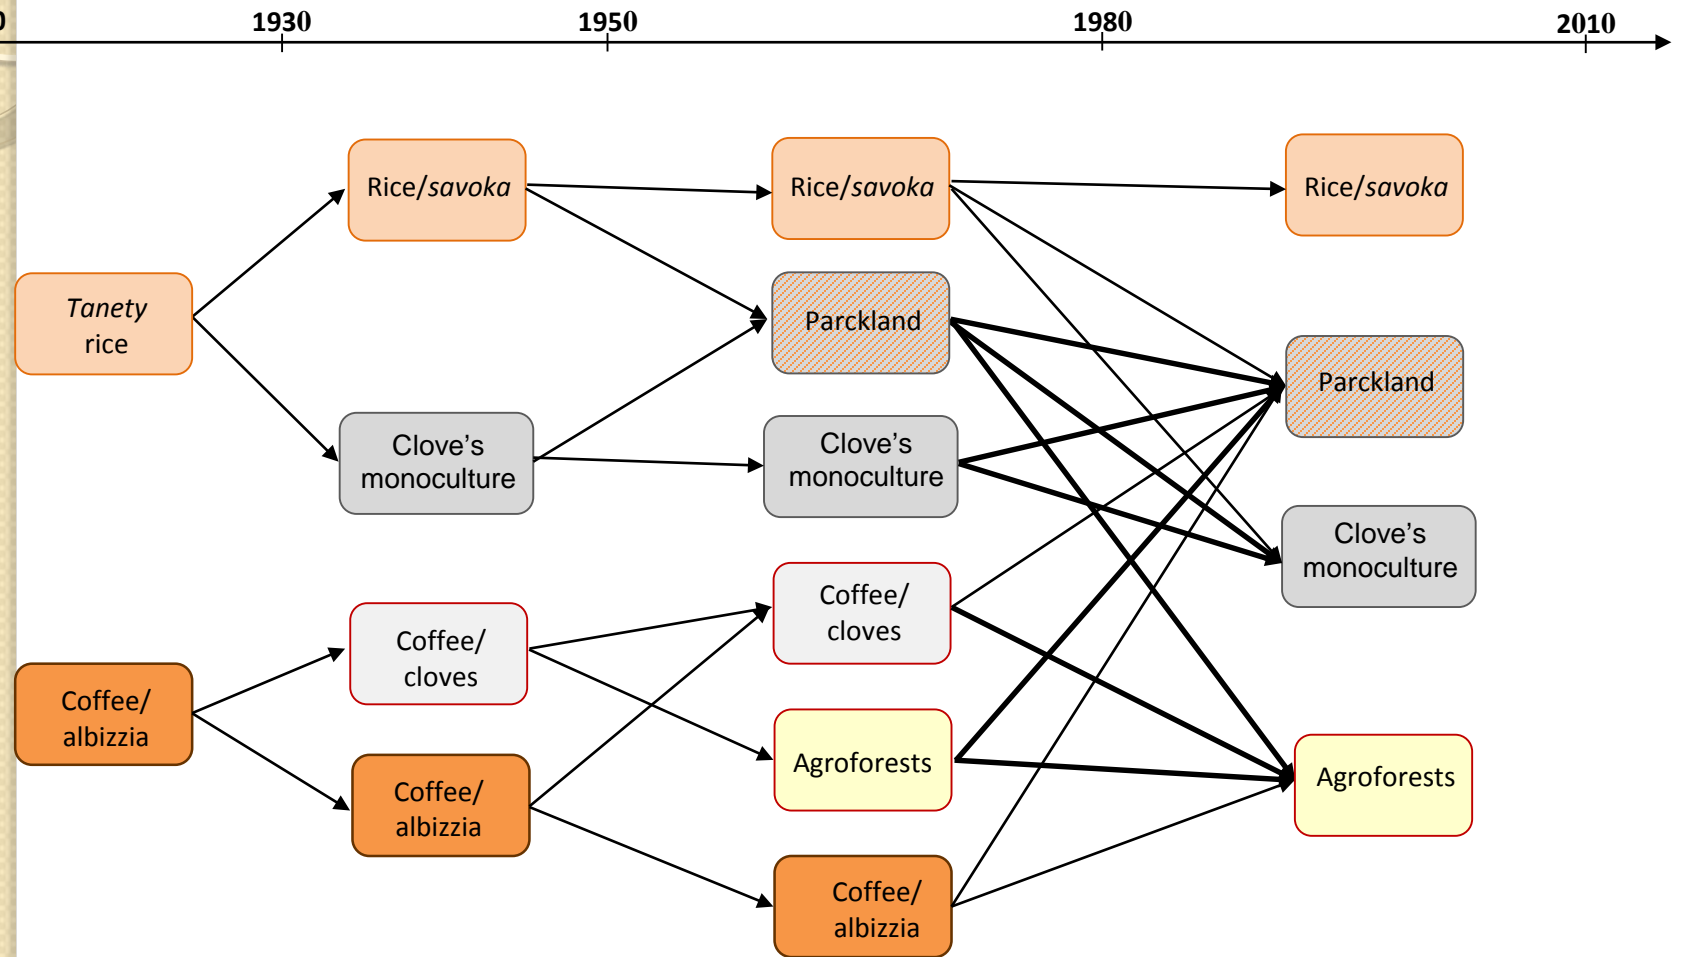 0
1930
1950
1980
2010
Rice/savoka
Rice/savoka
Rice/savoka
Tanety
rice
Parckland
Parckland
Clove's
monoculture
Clove's
monoculture
Clove's
monoculture
Coffee/
cloves
Coffee/
cloves
Coffee/
albizzia
Agroforests
Agroforests
Coffee/
albizzia
Coffee/
albizzia